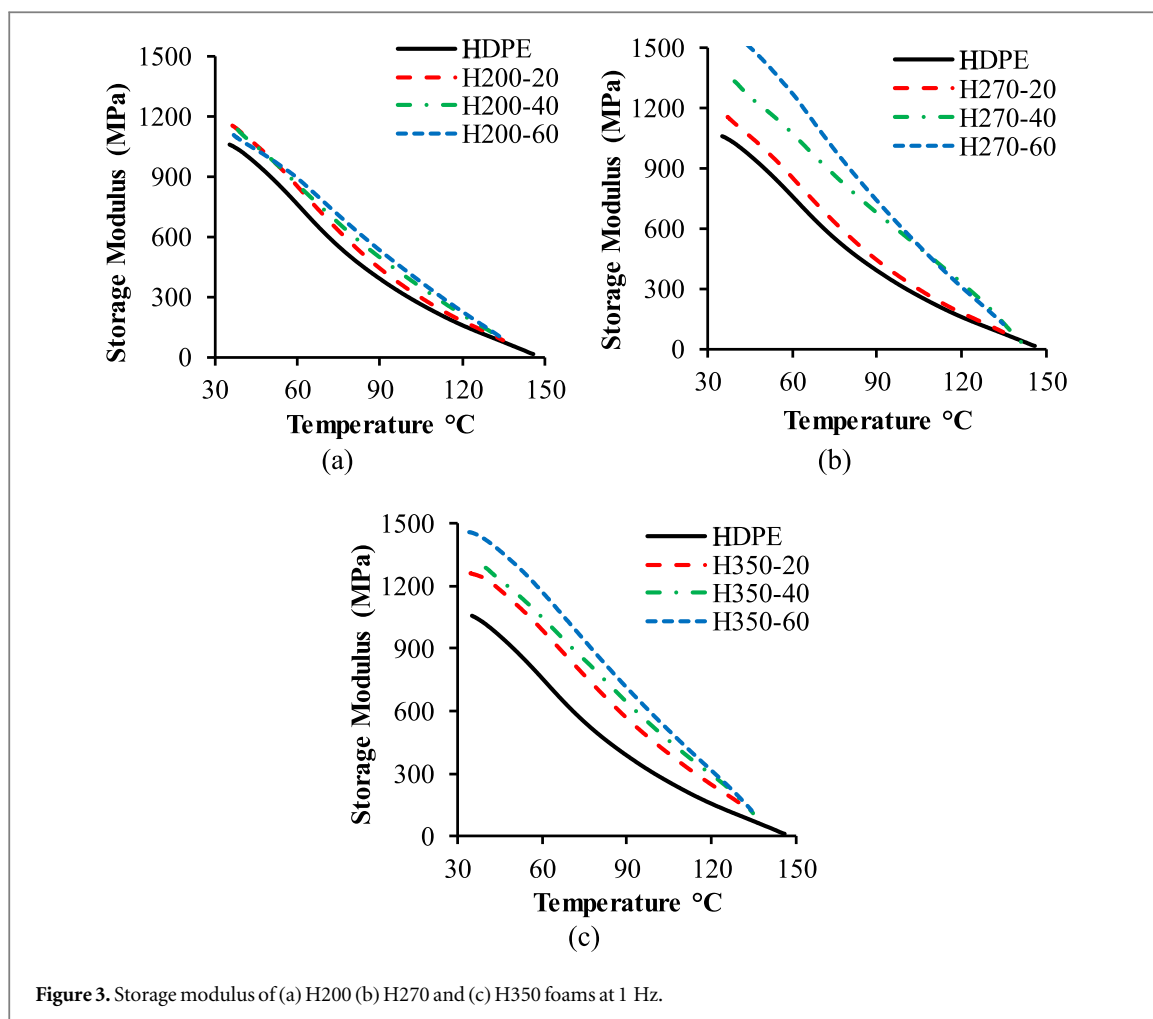 HDPE
H200-20
H200-40
H200-60
1500
1200
900
600
300
0
Storage Modulus (MPa)
30 60 90 120 150
Temperature °C
(a)
HDPE
H270-20
H270-40
H270-60
1500
1200
900
600
300
0
Storage Modulus (MPa)
30 60 90 120 150
Temperature °C
(b)
HDPE
H350-20
H350-40
H350-60
1500
1200
900
600
300
0
Storage Modulus (MPa)
30 60 90 120 150
Temperature °C
(c)
Figure 3. Storage modulus of (a) H200 (b) H270 and (c) H350 foams at 1 Hz.